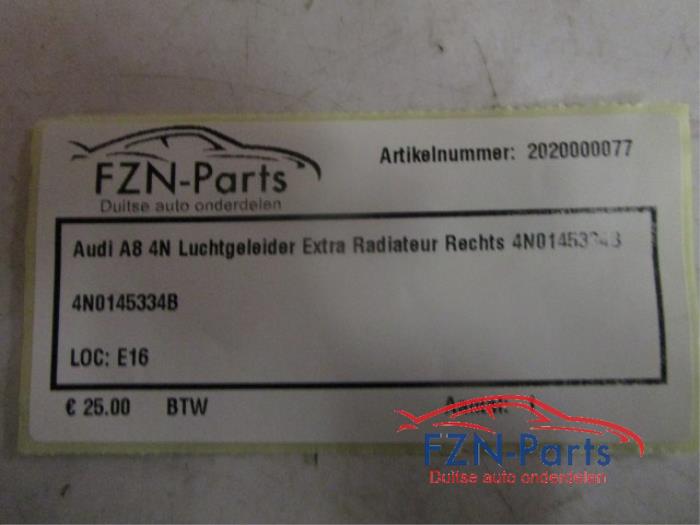 FZN-Parts
Duitse auto onderdelen
Artikelnummer: 2020000077
Audi A8 4N Luchtgeleider Extra Radiateur Rechts 4N0145334B
4N0145334B
LOC: E16
€ 25.00 BTW
FZN-Parts
Duitse auto onderdelen